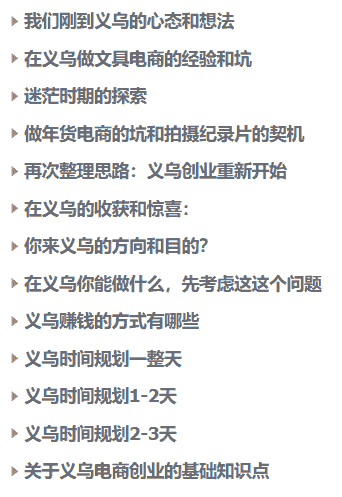 我们刚到义乌的心态和想法
在义乌做文具电商的经验和坑
迷茫时期的探索
做年货电商的坑和拍摄纪录片的契机
再次整理思路：义乌创业重新开始
在义乌的收获和惊喜：
你来义乌的方向和目的？
在义乌你能做什么，先考虑这这个问题
义乌赚钱的方式有哪些
义乌时间规划一整天
义乌时间规划1-2天
义乌时间规划2-3天
关于义乌电商创业的基础知识点